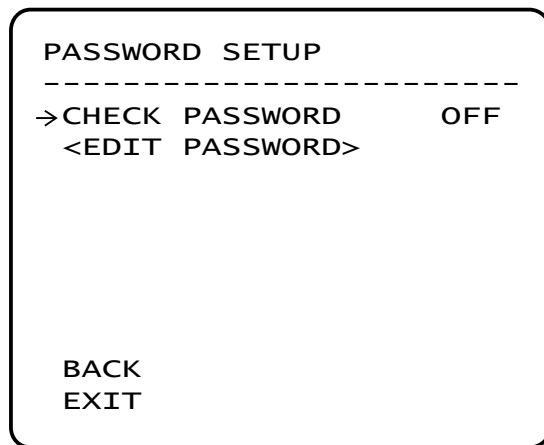 PASSWORD SETUP
--------------------------
→CHECK PASSWORD OFF
<EDIT PASSWORD>
BACK
EXIT